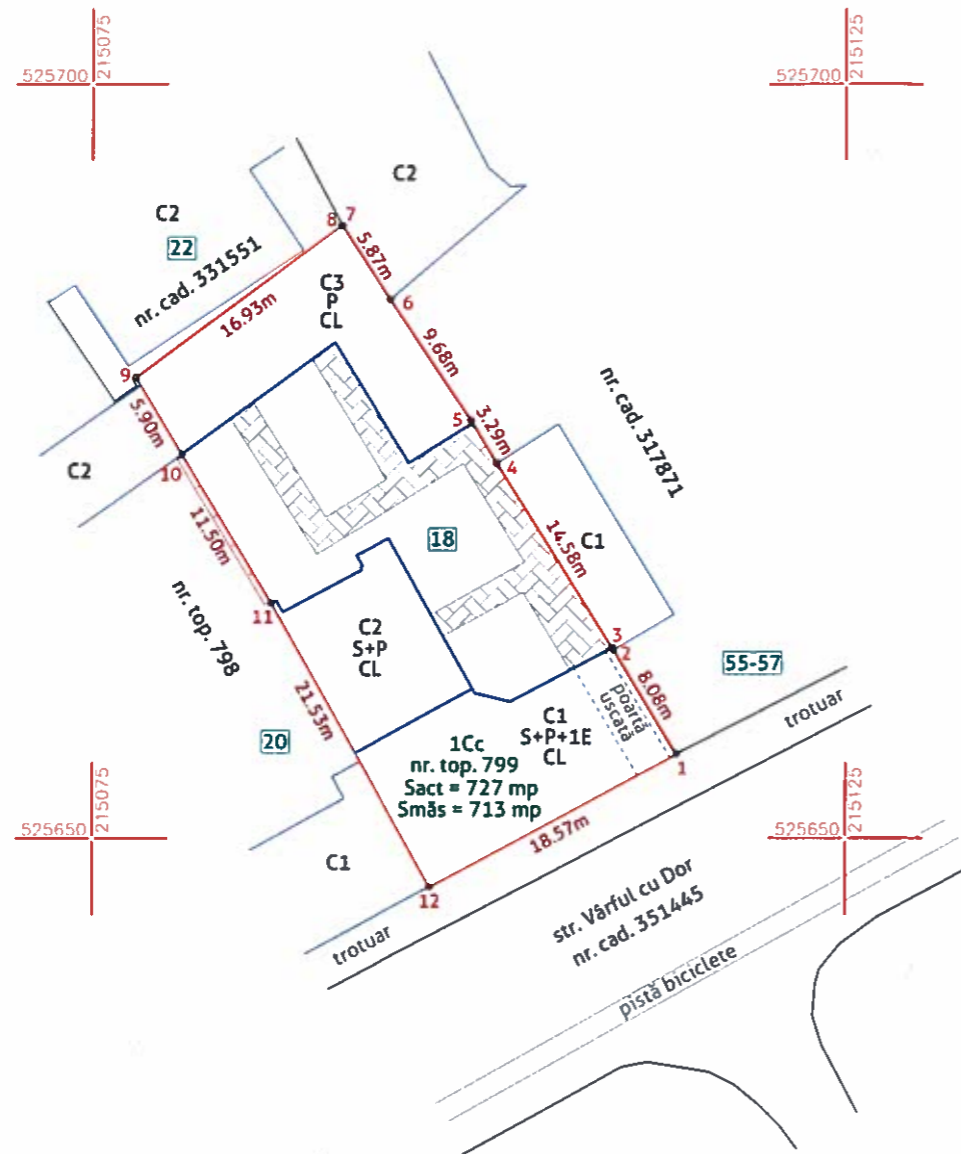 525700
215075
525700
215125
C2
C2
22
nr. cad. 331551
8
7
5.87m
16.93m
C3
P
CL
6
9.68m
9
5.90m
5
3.29m
nr. cad. 317871
C2
10
4
11.50m
18
14.58m
C1
nr. top. 798
11
C2
S+P
CL
3
2
8.08m
55-57
poartă
uscată
trotuar
21.53m
20
C1
S+P+1E
CL
1Cc
nr. top. 799
Sact = 727 mp
Smăs = 713 mp
1
525650
215075
525650
215125
18.57m
C1
12
trotuar
str. Vârful cu Dor
nr. cad. 351445
pistă biciclete